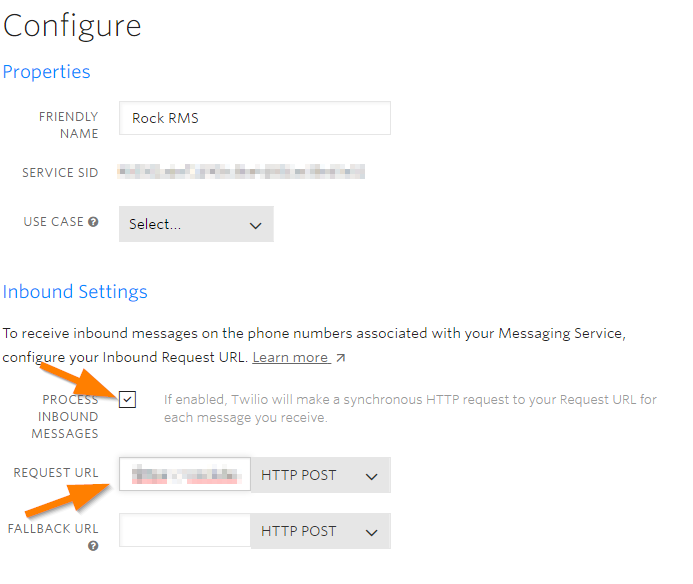 Configure
Properties
FRIENDLY
NAME
Rock RMS
SERVICE SID
USE CASE
Select...
Inbound Settings
To receive inbound messages on the phone numbers associated with your Messaging Service,
configure your Inbound Request URL. Learn more
PROCESS
INBOUND
MESSAGES
If enabled, Twilio will make a synchronous HTTP request to your Request URL for
each message you receive.
REQUEST URL
HTTP POST
FALLBACK URL
HTTP POST